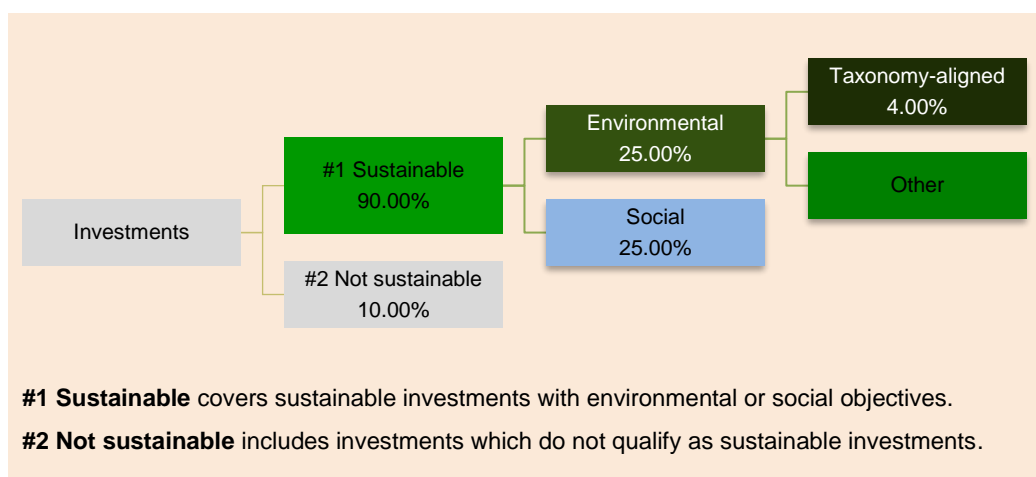 Investments
#1 Sustainable
90.00%
#2 Not sustainable
10.00%
Environmental
25.00%
Social
25.00%
Taxonomy-aligned
4.00%
Other
#1 Sustainable covers sustainable investments with environmental or social objectives.
#2 Not sustainable includes investments which do not qualify as sustainable investments.